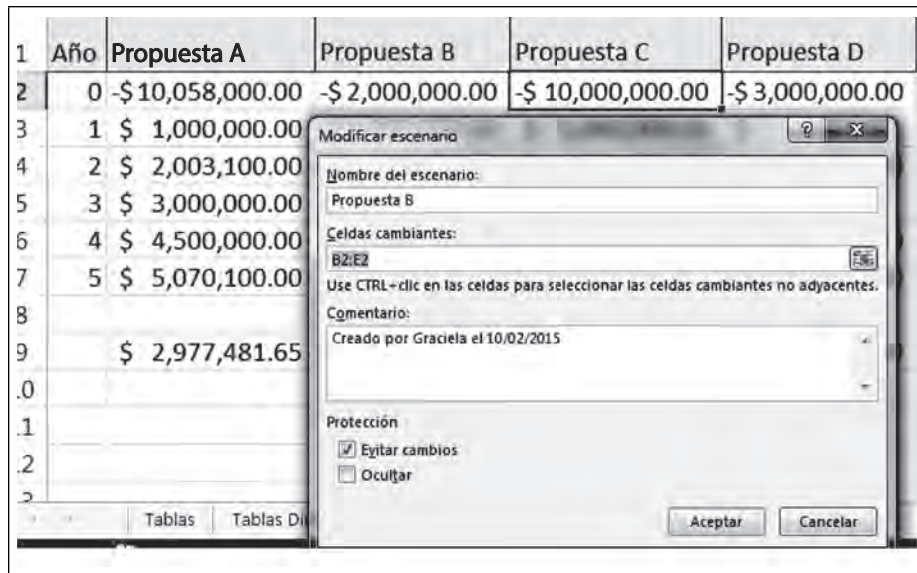 1 Año Propuesta A Propuesta B Propuesta C Propuesta D
2 0 -$10,058,000.00 -$ 2,000,000.00 -$ 10,000,000.00 -$ 3,000,000.00
3 1 $ 1,000,000.00
4 2 $ 2,003,100.00
5 3 $ 3,000,000.00
6 4 $ 4,500,000.00
7 5 $ 5,070,100.00
8
9 $ 2,977,481.65
.0
.1
.2
Modificar escenario
Nombre del escenario:
Propuesta B
Celdas cambiantes:
B2:E2
Use CTRL+clic en las celdas para seleccionar las celdas cambiantes no adyacentes.
Comentario:
Creado por Graciela el 10/02/2015
Protección
Evitar cambios
Ocultar
Aceptar Cancelar
Tablas Tablas Di